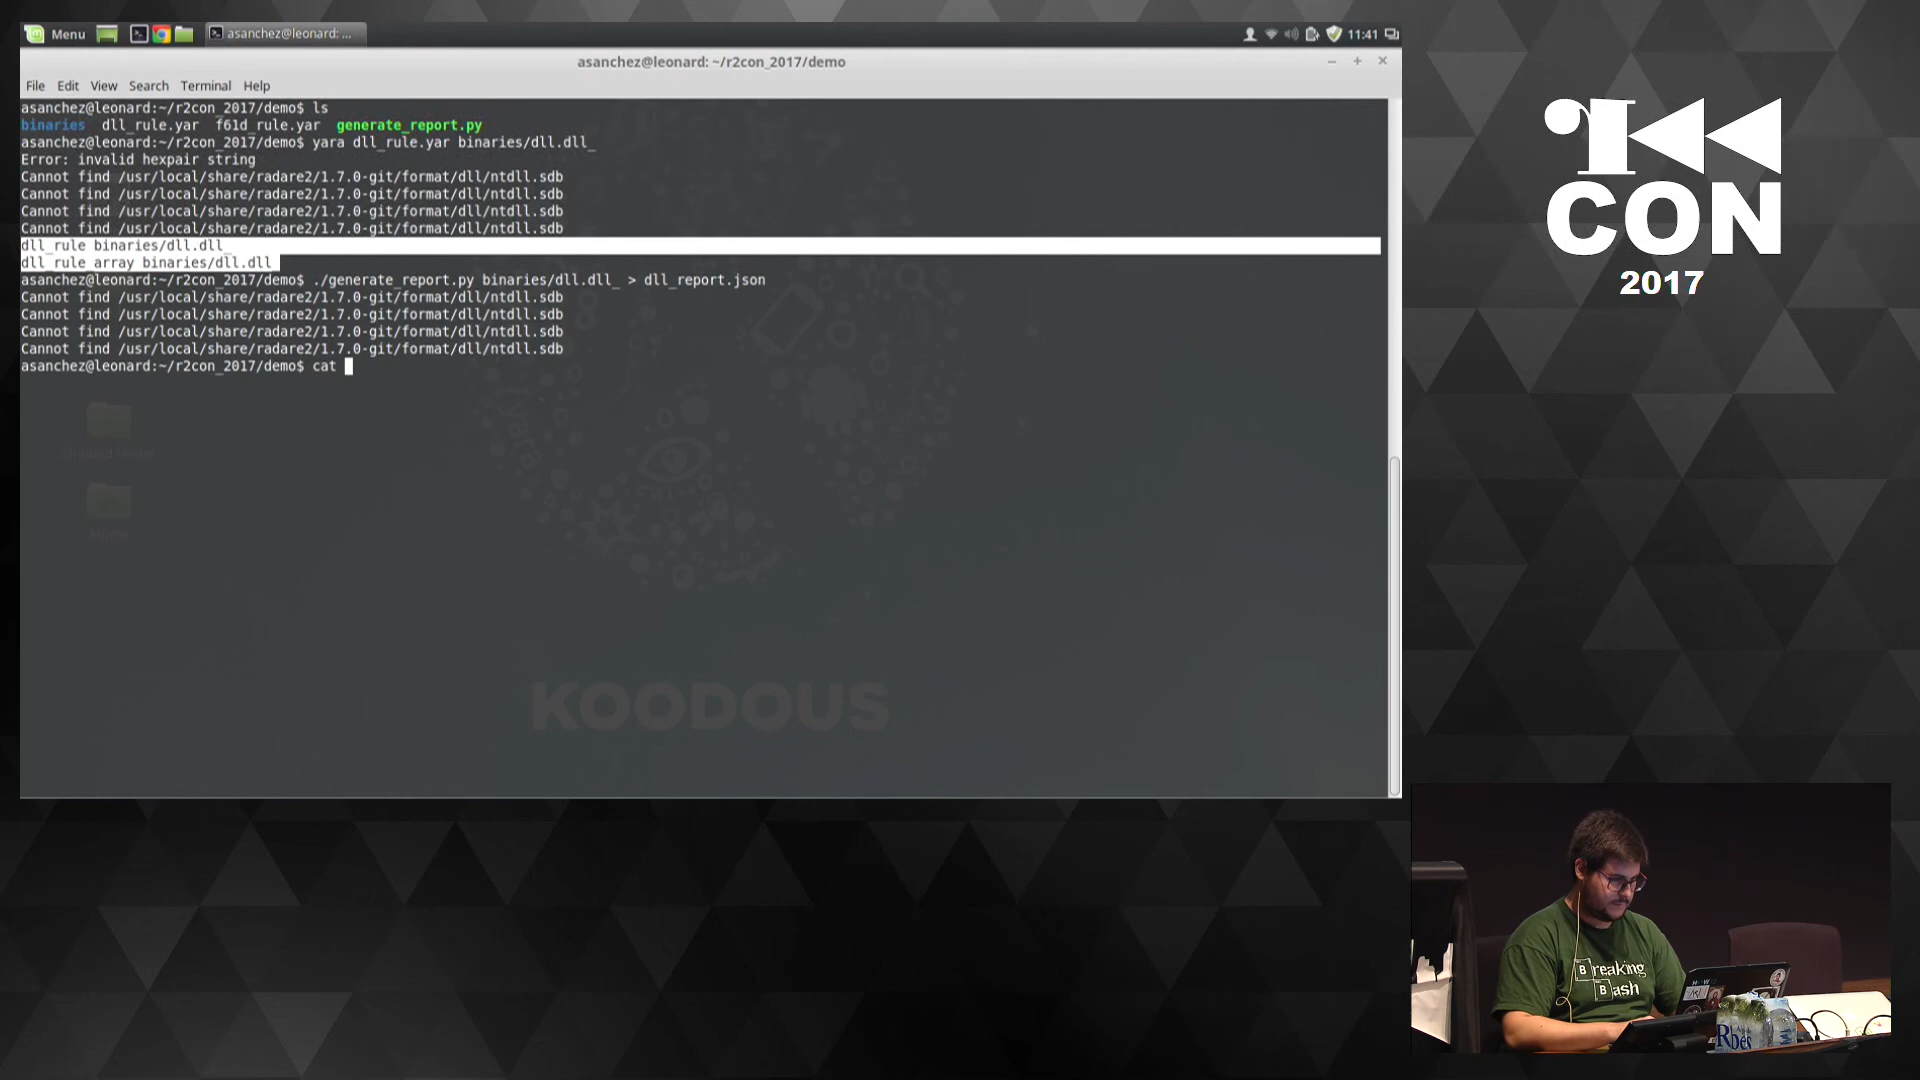 Menu
asanchez@leonard: ...
11:41
asanchez@leonard: ~/r2con_2017/demo
File Edit View Search Terminal Help
asanchez@leonard:~/r2con_2017/demo$ ls
binaries dll_rule.yar f61d_rule.yar generate_report.py
asanchez@leonard:~/r2con_2017/demo$ yara dll_rule.yar binaries/dll.dll_
Error: invalid hexpair string
Cannot find /usr/local/share/radare2/1.7.0-git/format/dll/ntdll.sdb
Cannot find /usr/local/share/radare2/1.7.0-git/format/dll/ntdll.sdb
Cannot find /usr/local/share/radare2/1.7.0-git/format/dll/ntdll.sdb
Cannot find /usr/local/share/radare2/1.7.0-git/format/dll/ntdll.sdb
dll_rule binaries/dll.dll_
dll_rule array binaries/dll.dll_
asanchez@leonard:~/r2con_2017/demo$ ./generate_report.py binaries/dll.dll_ > dll_report.json
Cannot find /usr/local/share/radare2/1.7.0-git/format/dll/ntdll.sdb
Cannot find /usr/local/share/radare2/1.7.0-git/format/dll/ntdll.sdb
Cannot find /usr/local/share/radare2/1.7.0-git/format/dll/ntdll.sdb
Cannot find /usr/local/share/radare2/1.7.0-git/format/dll/ntdll.sdb
asanchez@leonard:~/r2con_2017/demo$ cat
yara
KOODOUS
CON
2017
Breaking
Bash